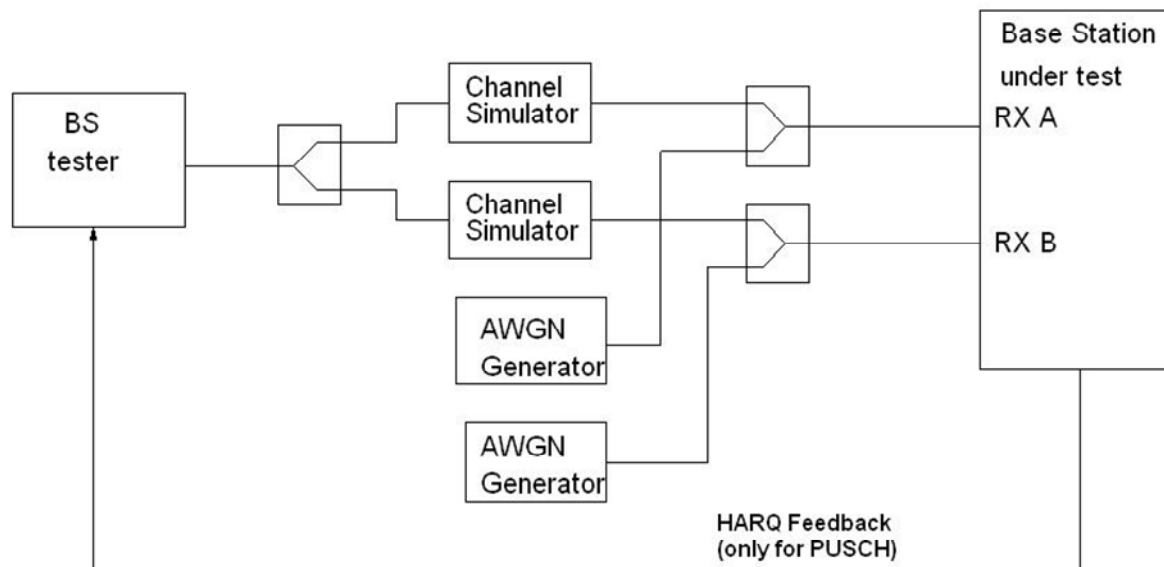 BS
tester
Channel
Simulator
Channel
Simulator
AWGN
Generator
AWGN
Generator
Base Station
under test
RX A
RX B
HARQ Feedback
(only for PUSCH)